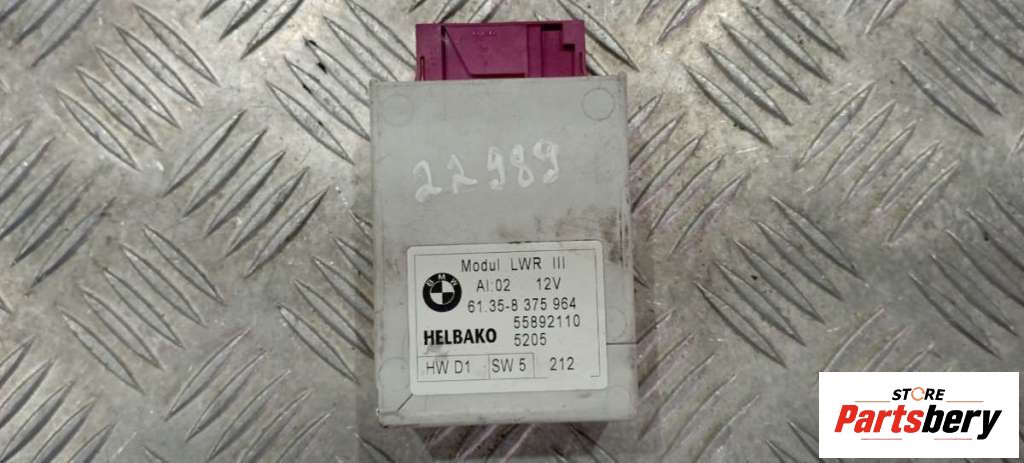 22989
Modul LWR III
BMW
AI:02 12V
61.35-8 375 964
55892110
HELBAKO 5205
HW D1 SW 5 212
STORE
Partsbery